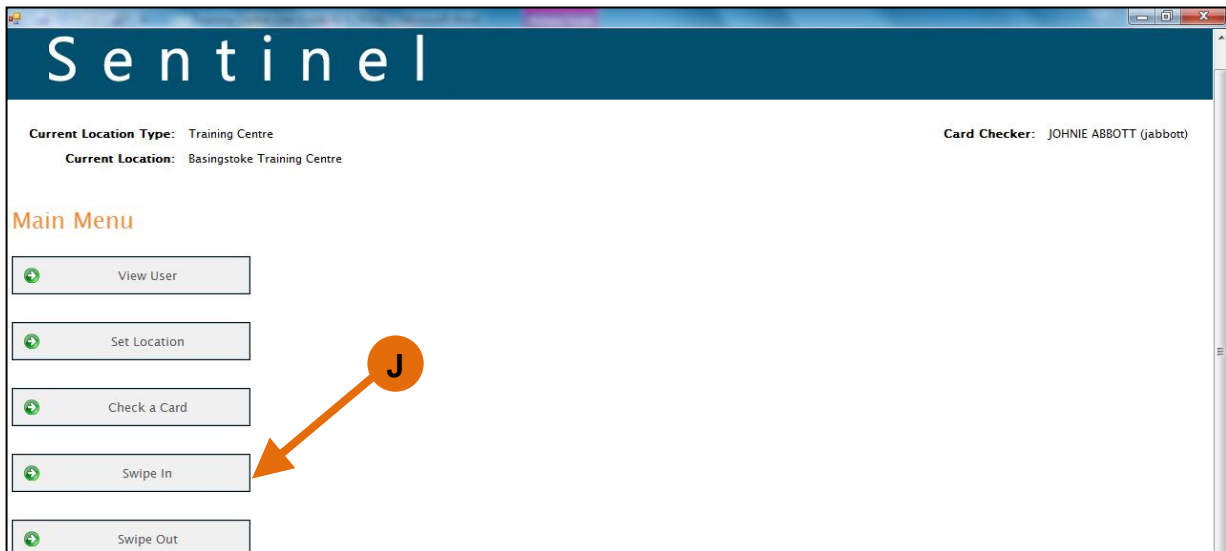 Sentinel
Current Location Type: Training Centre
Card Checker: JOHNIE ABBOTT (jabbott)
Current Location: Basingstoke Training Centre
Main Menu
View User
Set Location
Check a Card
J
Swipe In
Swipe Out